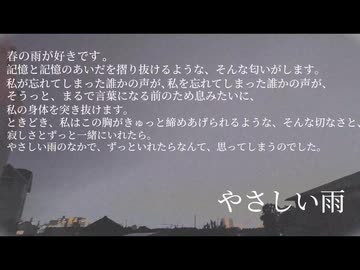 春の雨が好きです。
記憶と記憶のあいだを摺り抜けるような、そんな匂いがします。
私が忘れてしまった誰かの声が、私を忘れてしまった誰かの声が、
そうっと、まるで言葉になる前のため息みたいに、
私の身体を突き抜けます。
ときどき、私はこの胸がきゅっと締めあげられるような、そんな切なさと、
寂しさとずっと一緒にいれたら。
やさしい雨のなかで、ずっといれたらなんて、思ってしまうのでした。
やさしい雨